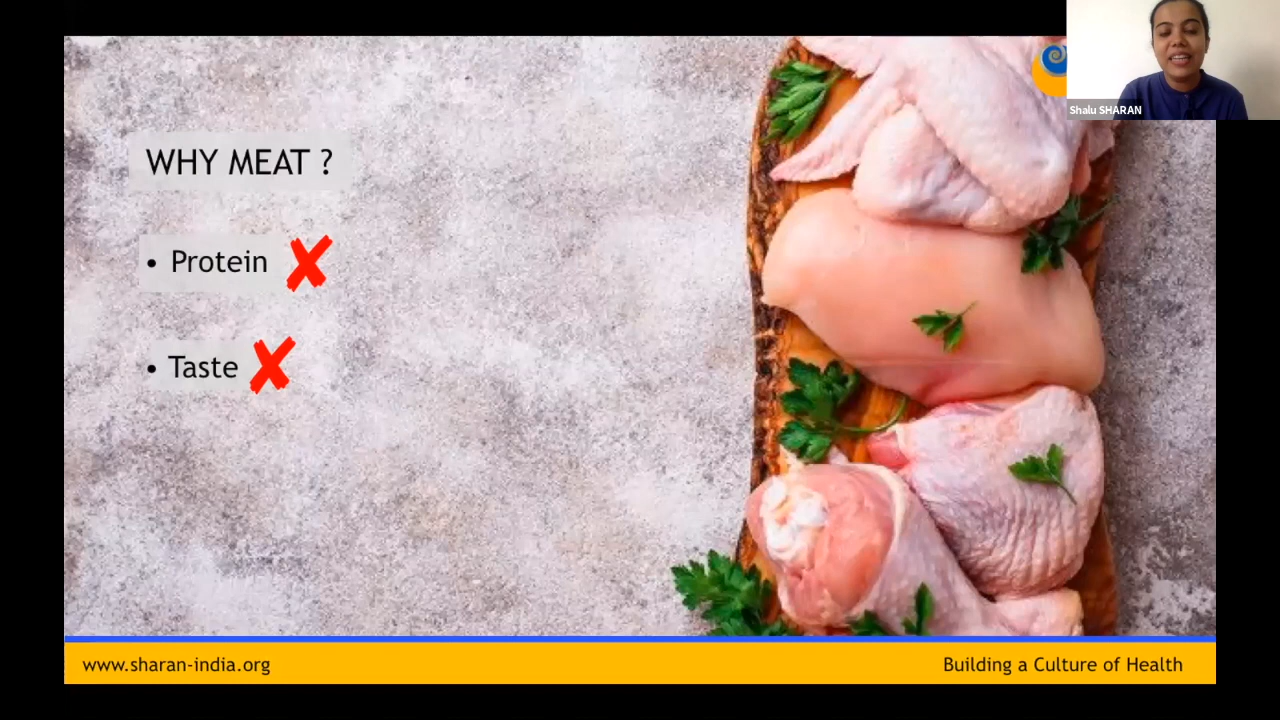 Shalu SHARAN
WHY MEAT ?
• Protein
• Taste
www.sharan-india.org
Building a Culture of Health